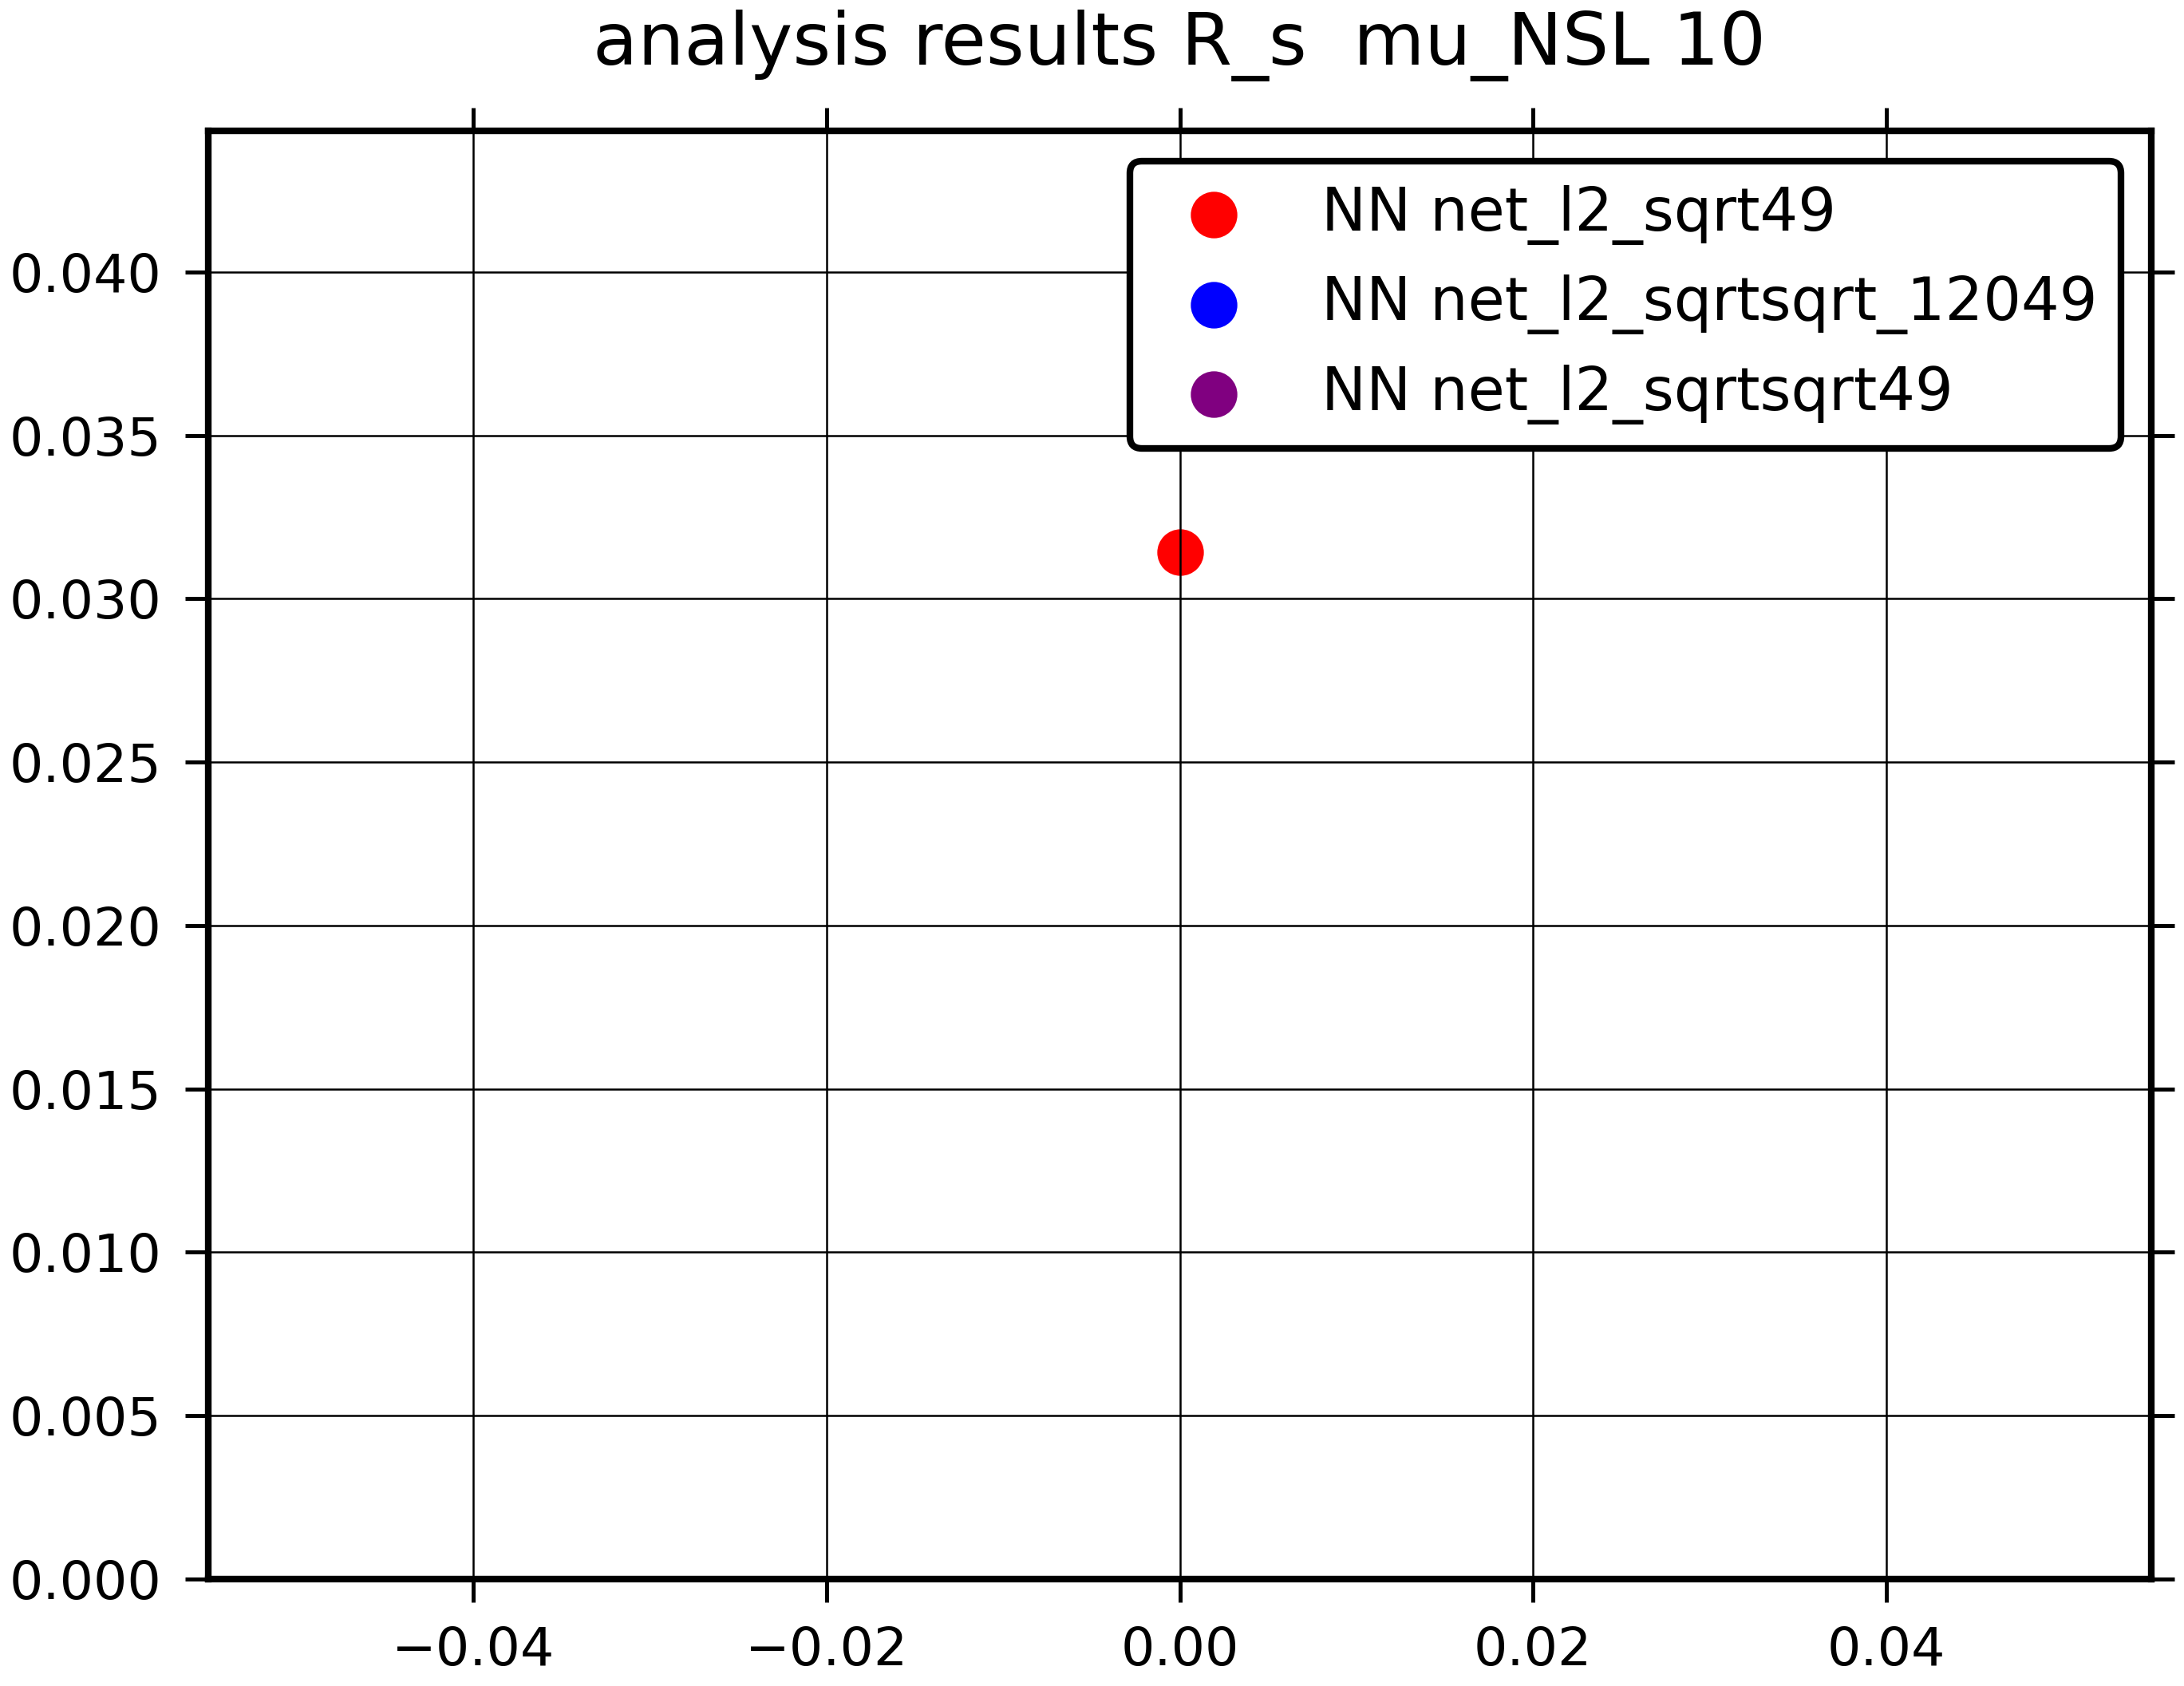 analysis results R_s  mu_NSL 10
NN net_l2_sqrt49
NN net_l2_sqrtsqrt_12049
NN net_l2_sqrtsqrt49
0.040
0.035
0.030
0.025
0.020
0.015
0.010
0.005
0.000
−0.04 −0.02 0.00 0.02 0.04